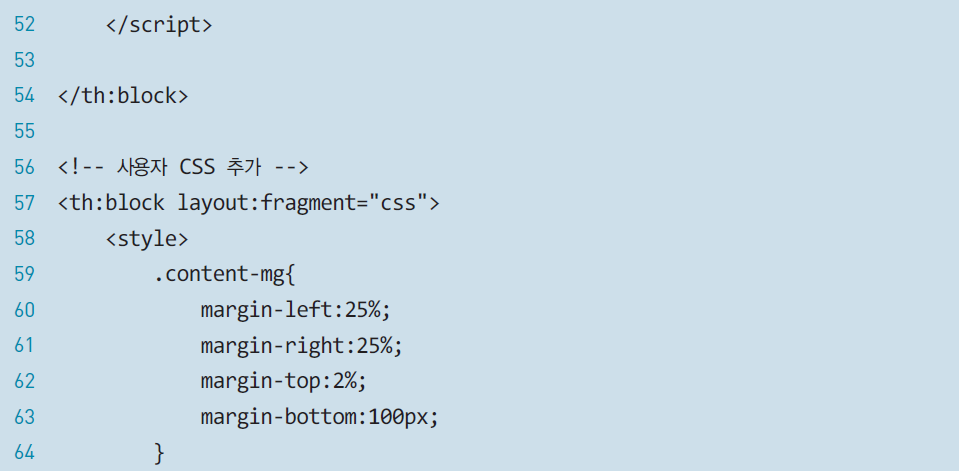 52 </script>
53
54 </th:block>
55
56 <!-- 사용자 CSS 추가 -->
57 <th:block layout:fragment="css">
58 <style>
59 .content-mg{
60 margin-left:25%;
61 margin-right:25%;
62 margin-top:2%;
63 margin-bottom:100px;
64 }